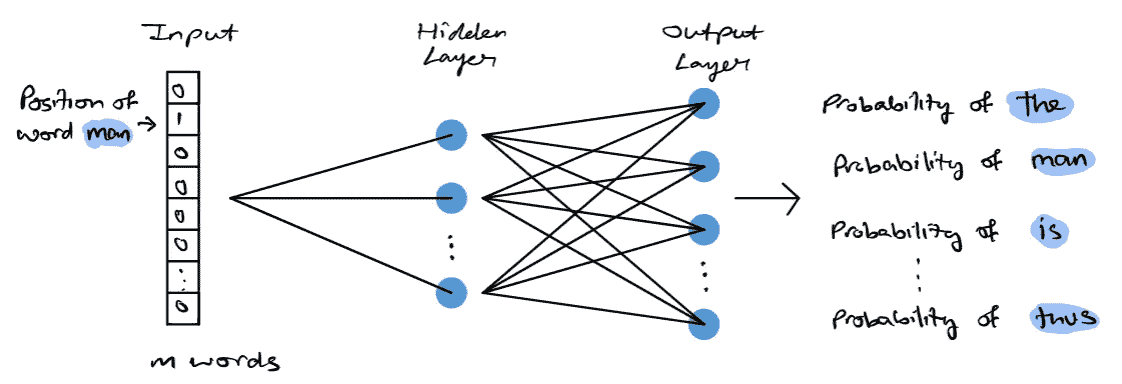 Input
Hidden
Layer
Output
Layer
Position of
word man
0
1
0
0
0
0
0
m words
Probability of the
Probability of man
Probability of is
Probability of thus